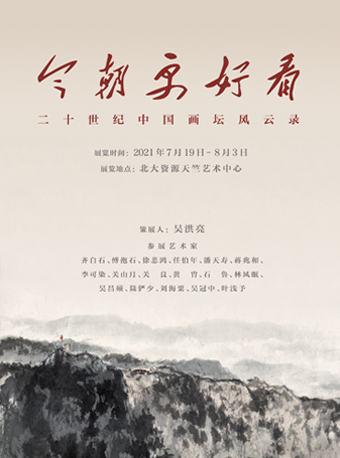 今朝更好看
二十世纪中国画坛风云录
展览时间：2021年7月19日-8月3日
展览地点：北大资源天竺艺术中心
策展人：吴洪亮
参展艺术家
齐白石、傅抱石、徐悲鸿、任伯年、潘天寿、蒋兆和、
李可染、关山月、关 良、黄 胄、石 鲁、林风眠、
吴昌硕、陆俨少、刘海粟、吴冠中、叶浅予